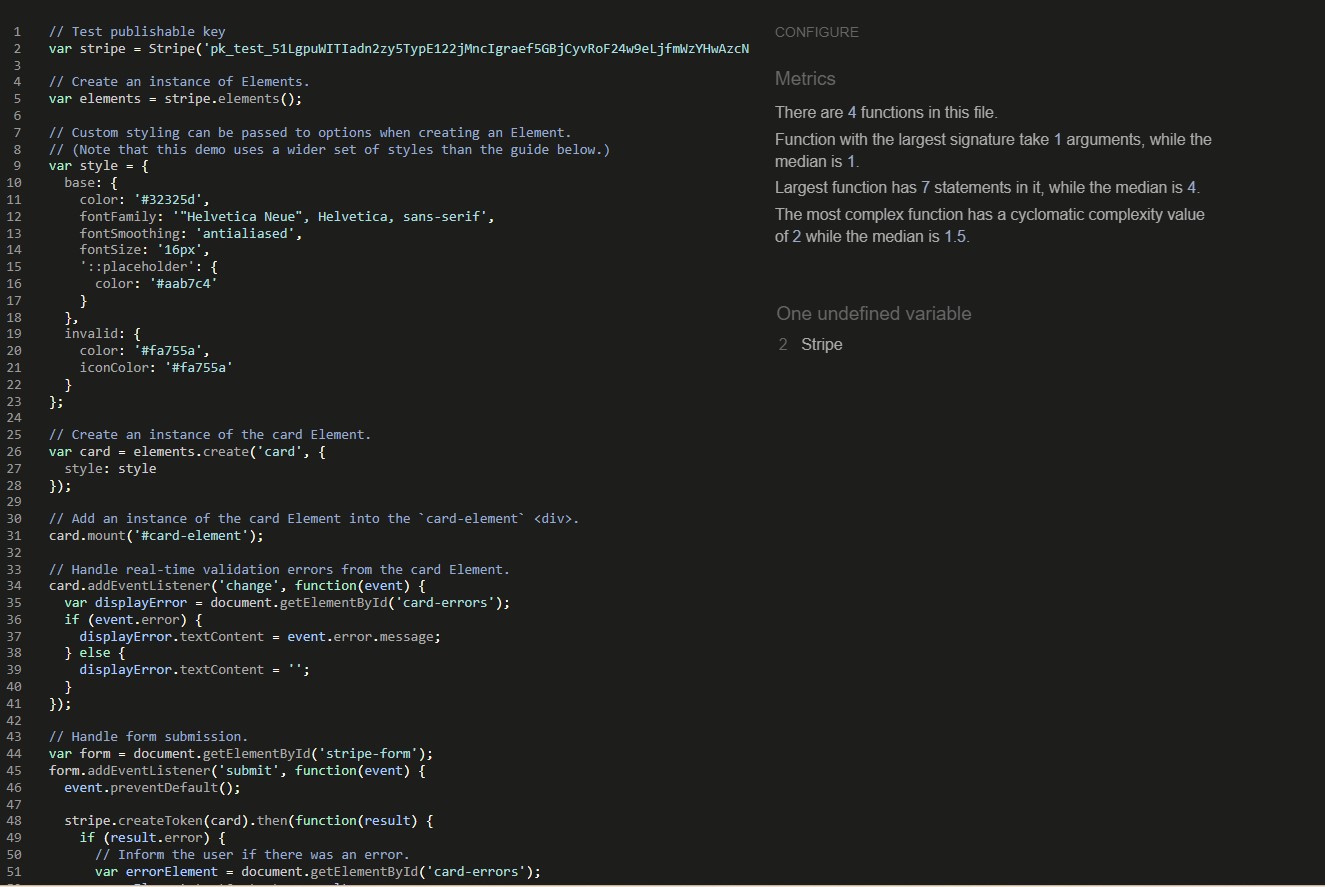 1 // Test publishable key
2 var stripe = Stripe('pk_test_51LgpuWITIadn2zy5TypE122jMncIgraef5GBjCyvRoF24w9eLjfmWzYHwAzcN
3
4 // Create an instance of Elements.
5 var elements = stripe.elements();
6
7 // Custom styling can be passed to options when creating an Element.
8 // (Note that this demo uses a wider set of styles than the guide below.)
9 var style = {
10 base: {
11 color: '#32325d',
12 fontFamily: '"Helvetica Neue", Helvetica, sans-serif',
13 fontSmoothing: 'antialiased',
14 fontSize: '16px',
15 '::placeholder': {
16 color: '#aab7c4'
17 }
18 },
19 invalid: {
20 color: '#fa755a',
21 iconColor: '#fa755a'
22 }
23 };
24
25 // Create an instance of the card Element.
26 var card = elements.create('card', {
27 style: style
28 });
29
30 // Add an instance of the card Element into the `card-element` <div>.
31 card.mount('#card-element');
32
33 // Handle real-time validation errors from the card Element.
34 card.addEventListener('change', function(event) {
35 var displayError = document.getElementById('card-errors');
36 if (event.error) {
37 displayError.textContent = event.error.message;
38 } else {
39 displayError.textContent = '';
40 }
41 });
42
43 // Handle form submission.
44 var form = document.getElementById('stripe-form');
45 form.addEventListener('submit', function(event) {
46 event.preventDefault();
47
48 stripe.createToken(card).then(function(result) {
49 if (result.error) {
50 // Inform the user if there was an error.
51 var errorElement = document.getElementById('card-errors');
CONFIGURE
Metrics
There are 4 functions in this file.
Function with the largest signature take 1 arguments, while the
median is 1.
Largest function has 7 statements in it, while the median is 4.
The most complex function has a cyclomatic complexity value
of 2 while the median is 1.5.
One undefined variable
2 Stripe